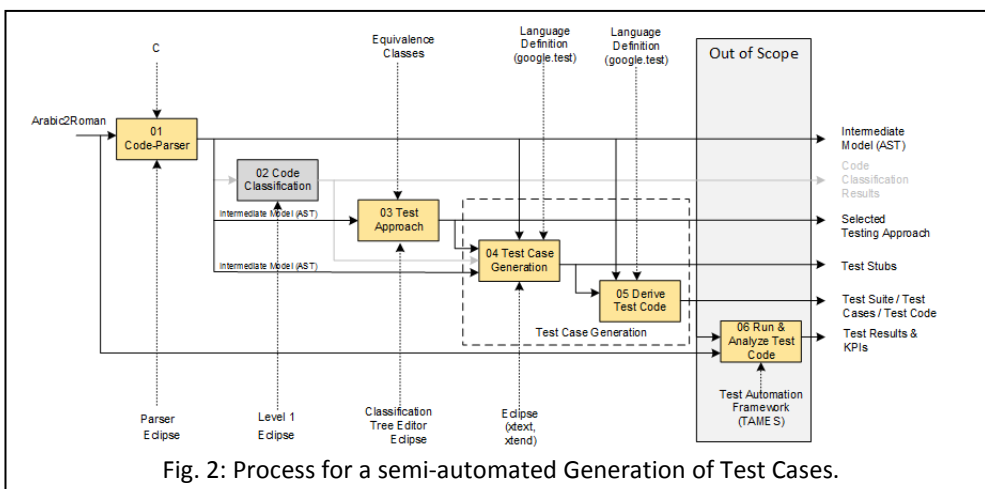 C
Equivalence
Classes
Language
Definition
(google.test)
Language
Definition
(google.test)
Out of Scope
Arabic2Roman
01
Code-Parser
Intermediate
Model (AST)
02 Code
Classification
Code
Classification
Results
Intermediate Model (AST)
03 Test
Approach
Selected
Testing Approach
Intermediate Model (AST)
04 Test Case
Generation
Test Stubs
05 Derive
Test Code
Test Suite / Test
Cases / Test Code
Test Case Generation
06 Run &
Analyze Test
Code
Test Results &
KPIs
Test Automation
Framework
(TAMES)
Parser
Eclipse
Level 1
Eclipse
Classification
Tree Editor
Eclipse
Eclipse
(xtext,
xtend)
Fig. 2: Process for a semi-automated Generation of Test Cases.